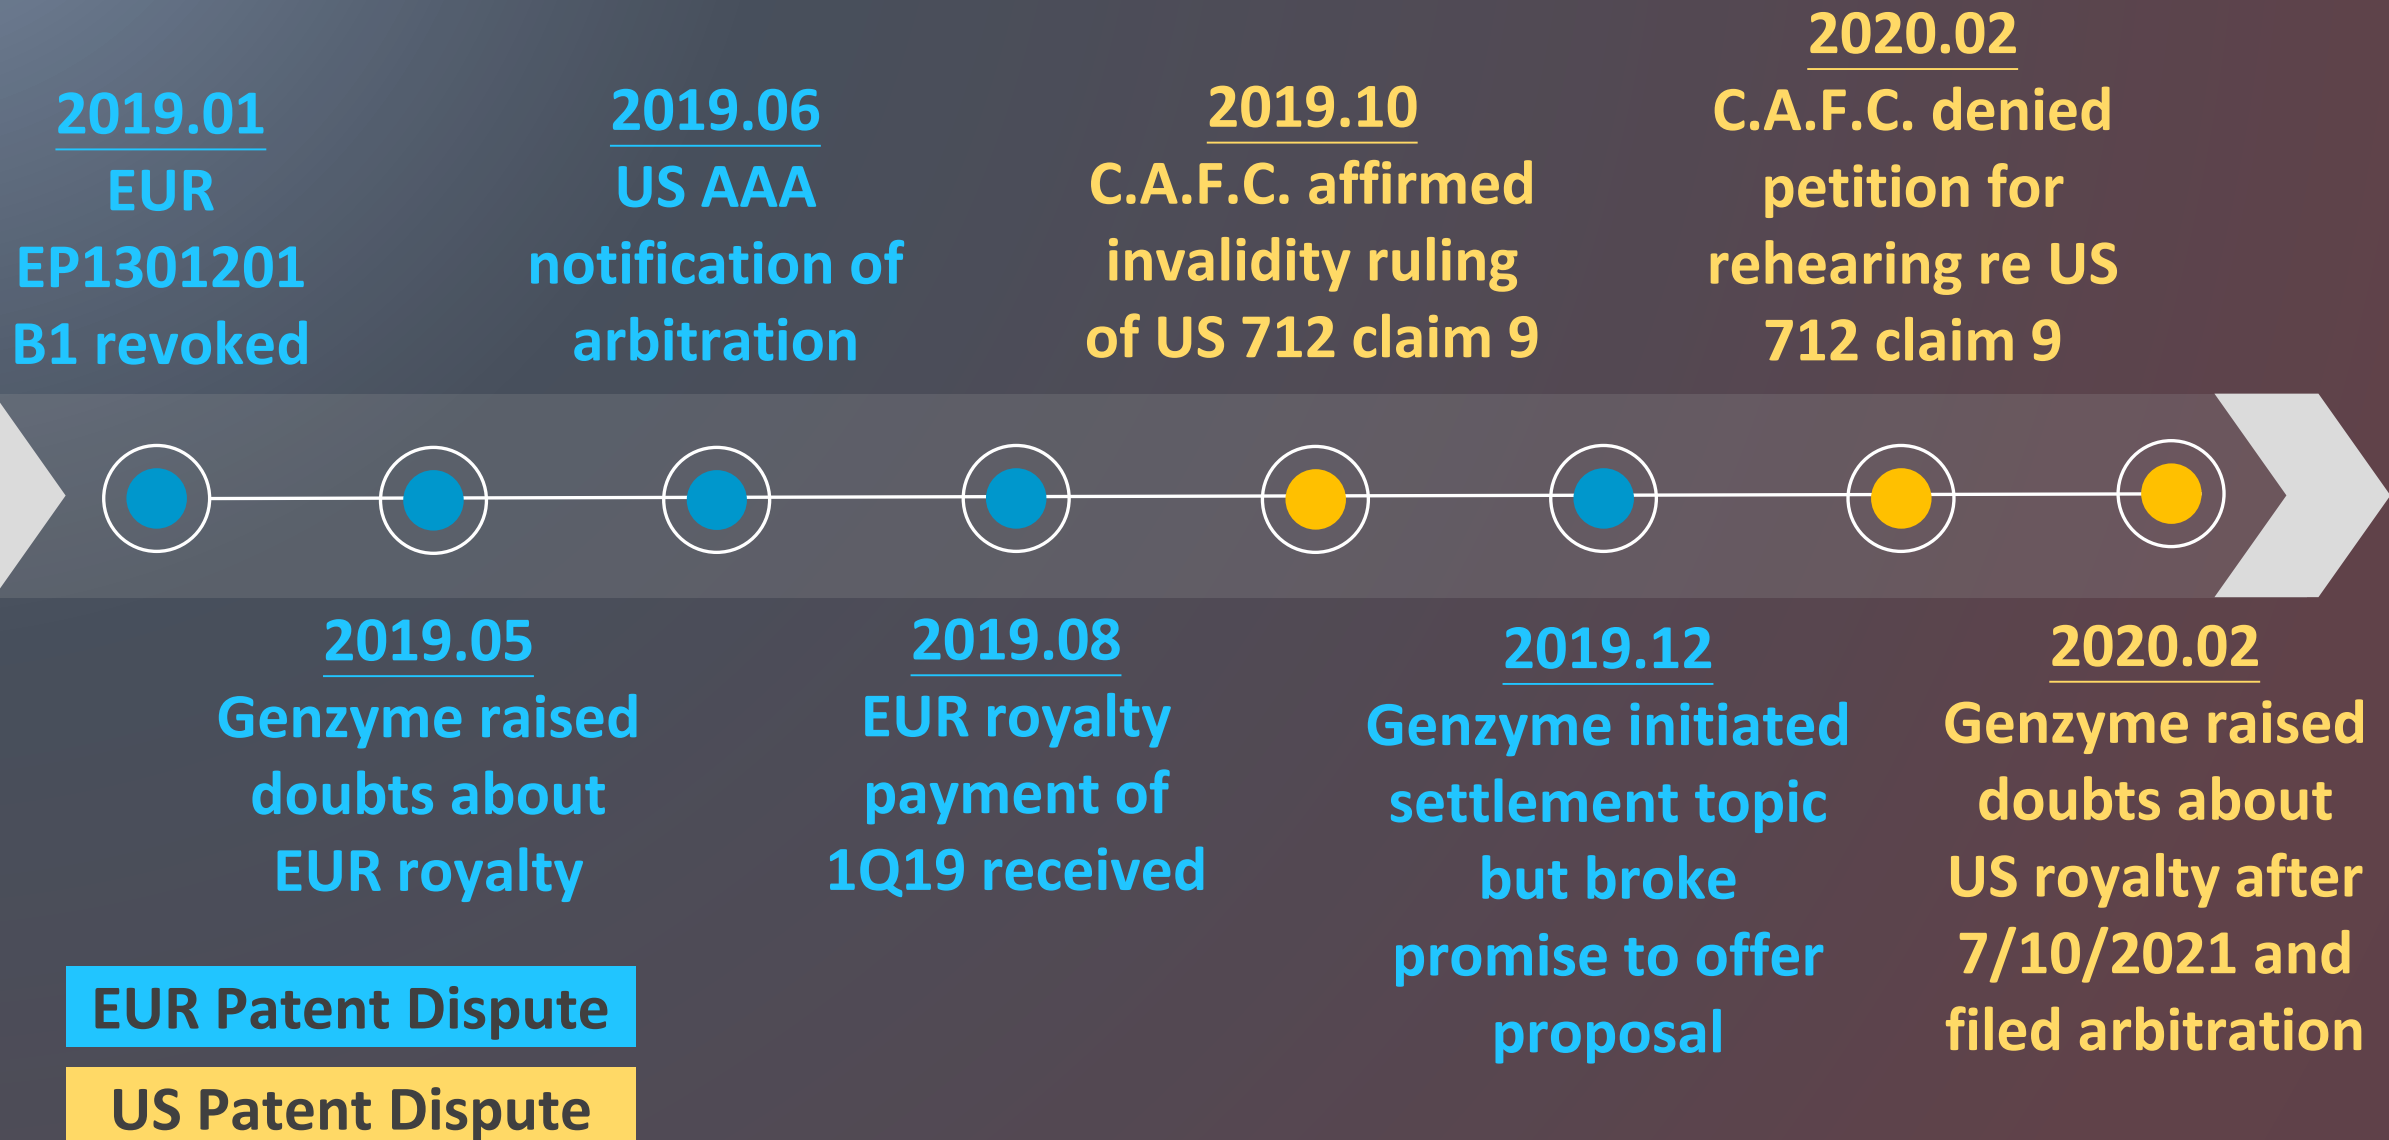 2019.01
EUR
EP1301201
B1 revoked
2019.05
Genzyme raised
doubts about
EUR royalty
2019.06
US AAA
notification of
arbitration
2019.08
EUR royalty
payment of
1Q19 received
2019.10
C.A.F.C. affirmed
invalidity ruling
of US 712 claim 9
2019.12
Genzyme initiated
settlement topic
but broke
promise to offer
proposal
2020.02
C.A.F.C. denied
petition for
rehearing re US
712 claim 9
2020.02
Genzyme raised
doubts about
US royalty after
7/10/2021 and
filed arbitration
EUR Patent Dispute
US Patent Dispute